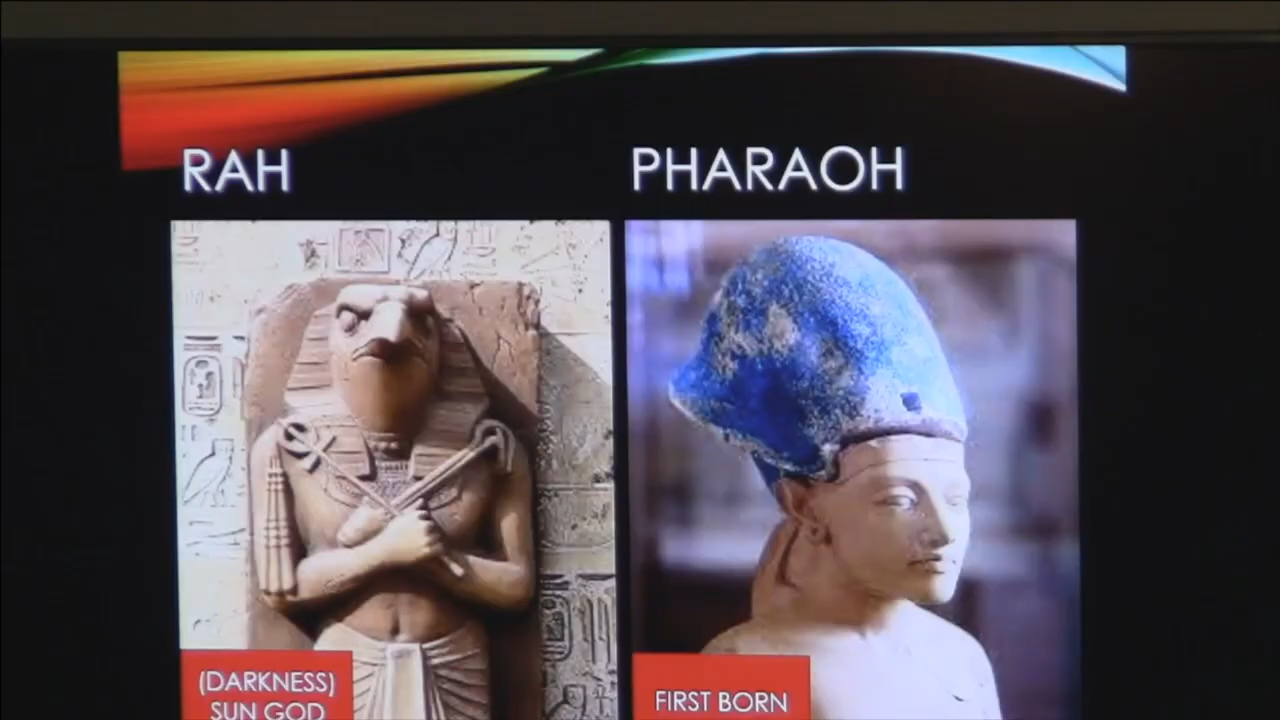 RAH
PHARAOH
(DARKNESS)
SUN GOD
FIRST BORN